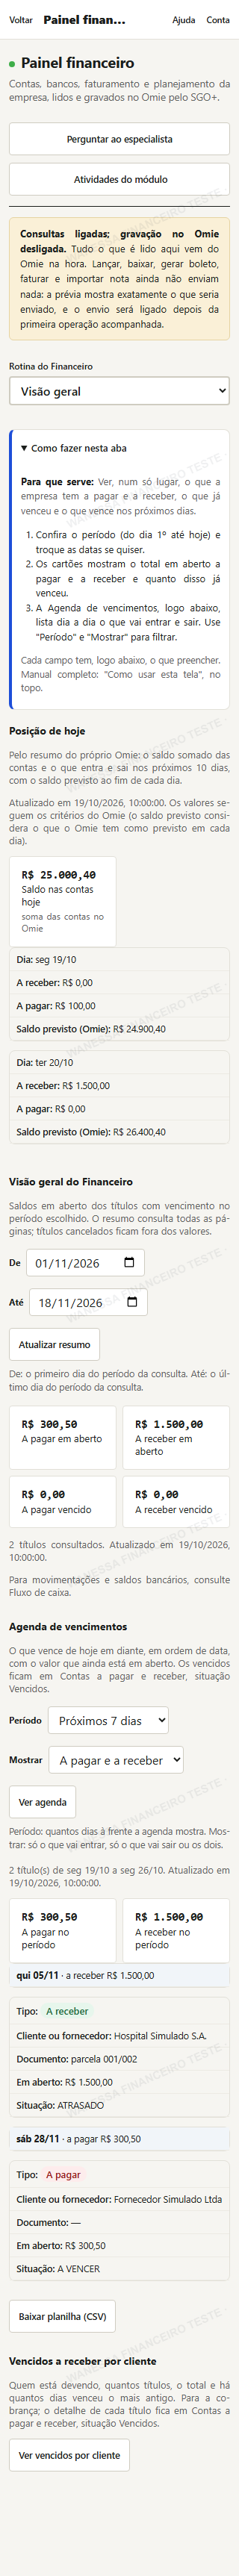 Voltar Painel finan... Ajuda Conta
Painel financeiro
Contas, bancos, faturamento e planejamento da
empresa, lidos e gravados no Omie pelo SGO+.
Perguntar ao especialista
Atividades do módulo
Consultas ligadas; gravação no Omie
desligada. Tudo o que é lido aqui vem do
Omie na hora. Lançar, baixar, gerar boleto,
faturar e importar nota ainda não enviam
nada: a prévia mostra exatamente o que seria
enviado, e o envio será ligado depois da
primeira operação acompanhada.
Rotina do Financeiro
Visão geral
▼ Como fazer nesta aba
Para que serve: Ver, num só lugar, o que a
empresa tem a pagar e a receber, o que já
venceu e o que vence nos próximos dias.
1. Confira o período (do dia 1º até hoje) e
troque as datas se quiser.
2. Os cartões mostram o total em aberto a
pagar e a receber e quanto disso já
venceu.
3. A Agenda de vencimentos, logo abaixo,
lista dia a dia o que vai entrar e sair. Use
"Período" e "Mostrar" para filtrar.
Cada campo tem, logo abaixo, o que preencher.
Manual completo: "Como usar esta tela", no
topo.
Posição de hoje
Pelo resumo do próprio Omie: o saldo somado das
contas e o que entra e sai nos próximos 10 dias,
com o saldo previsto ao fim de cada dia.
Atualizado em 19/10/2026, 10:00:00. Os valores se-
guem os critérios do Omie (o saldo previsto consi-
dera o que o Omie tem como previsto em cada
dia).
R$ 25.000,40
Saldo nas contas
hoje
soma das contas no
Omie
Dia: seg 19/10
A receber: R$ 0,00
A pagar: R$ 100,00
Saldo previsto (Omie): R$ 24.900,40
Dia: ter 20/10
A receber: R$ 1.500,00
A pagar: R$ 0,00
Saldo previsto (Omie): R$ 26.400,40
Visão geral do Financeiro
Saldos em aberto dos títulos com vencimento no
período escolhido. O resumo consulta todas as pá-
ginas; títulos cancelados ficam fora dos valores.
De 01/11/2026
Até 18/11/2026
Atualizar resumo
De: o primeiro dia do período da consulta. Até: o úl-
timo dia do período da consulta.
R$ 300,50
A pagar em aberto
R$ 1.500,00
A receber em
aberto
R$ 0,00
A pagar vencido
R$ 0,00
A receber vencido
2 títulos consultados. Atualizado em 19/10/2026,
10:00:00.
Para movimentações e saldos bancários, consulte
Fluxo de caixa.
Agenda de vencimentos
O que vence de hoje em diante, em ordem de data,
com o valor que ainda está em aberto. Os vencidos
ficam em Contas a pagar e receber, situação
Vencidos.
Período Próximos 7 dias
Mostrar A pagar e a receber
Ver agenda
Período: quantos dias à frente a agenda mostra. Mos-
trar: só o que vai entrar, só o que vai sair ou os dois.
2 título(s) de seg 19/10 a seg 26/10. Atualizado em
19/10/2026, 10:00:00.
R$ 300,50
A pagar no
período
R$ 1.500,00
A receber no
período
qui 05/11 · a receber R$ 1.500,00
Tipo: A receber
Cliente ou fornecedor: Hospital Simulado S.A.
Documento: parcela 001/002
Em aberto: R$ 1.500,00
Situação: ATRASADO
sáb 28/11 · a pagar R$ 300,50
Tipo: A pagar
Cliente ou fornecedor: Fornecedor Simulado Ltda
Documento: —
Em aberto: R$ 300,50
Situação: A VENCER
Baixar planilha (CSV)
Vencidos a receber por cliente
Quem está devendo, quantos títulos, o total e há
quantos dias venceu o mais antigo. Para a co-
brança; o detalhe de cada título fica em Contas a
pagar e receber, situação Vencidos.
Ver vencidos por cliente
WANESSA FINANCEIRO TESTE